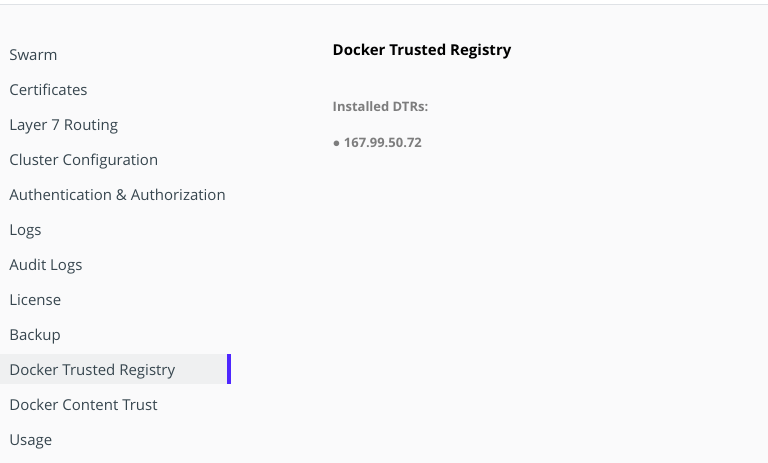 Swarm
Certificates
Layer 7 Routing
Cluster Configuration
Authentication & Authorization
Logs
Audit Logs
License
Backup
Docker Trusted Registry
Docker Content Trust
Usage
Docker Trusted Registry
Installed DTRs:
● 167.99.50.72